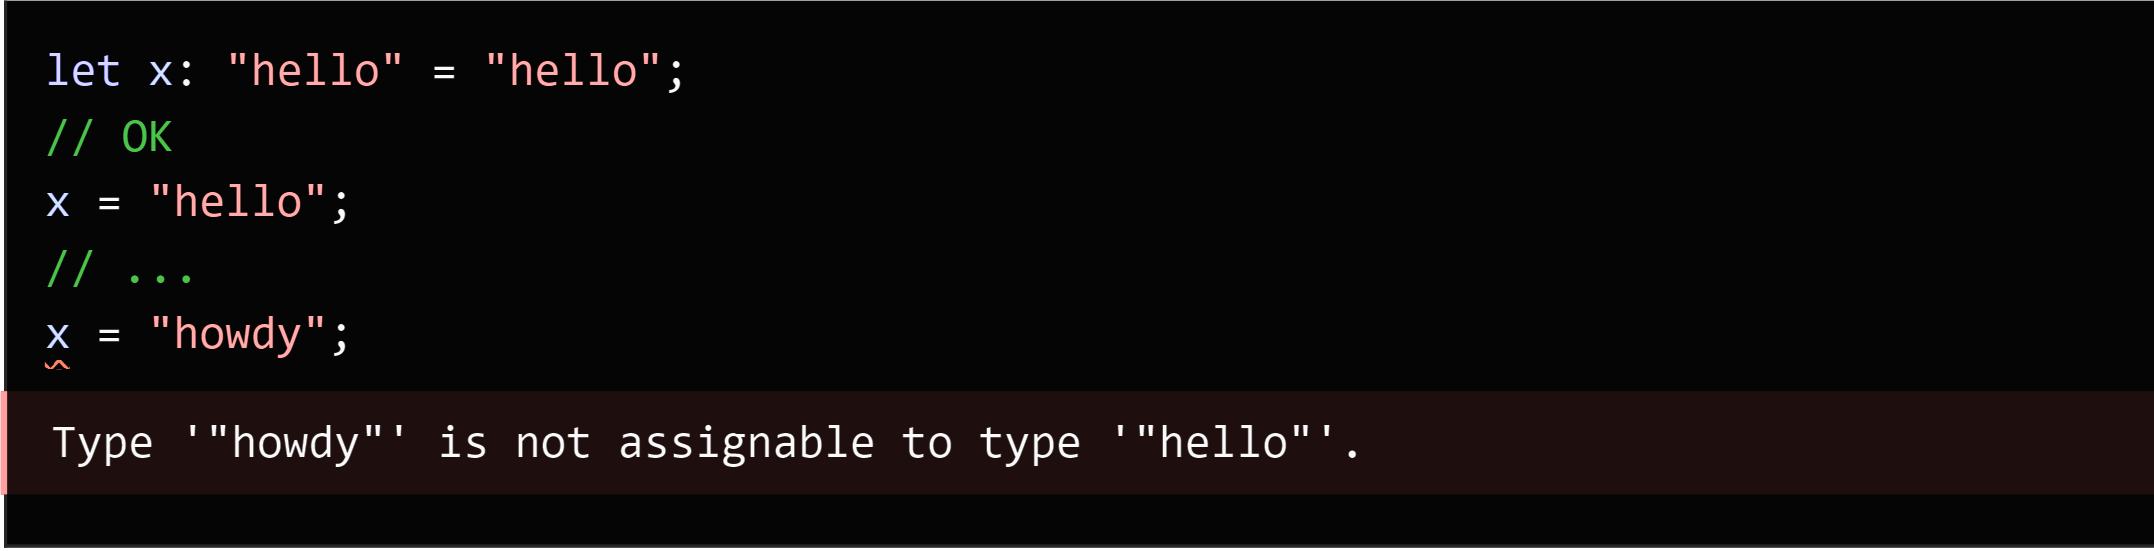 let x: "hello" = "hello";
// OK
x = "hello";
// ...
x = "howdy";
Type '"howdy"' is not assignable to type '"hello"'.